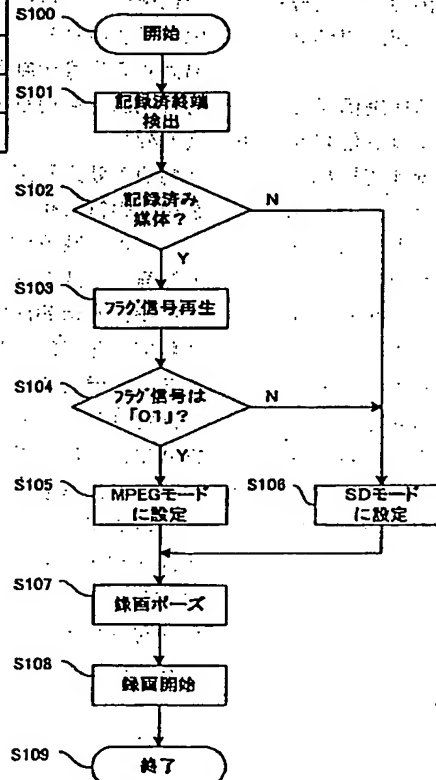 S100
開始
S101
記録済終端
検出
S102
記録済み
媒体?
N
Y
S103
フラグ信号再生
S104
フラグ信号は
「01」?
N
Y
S105
MPEGモード
に設定
S106
SDモード
に設定
S107
録画ポーズ
S108
録画開始
S109
終了